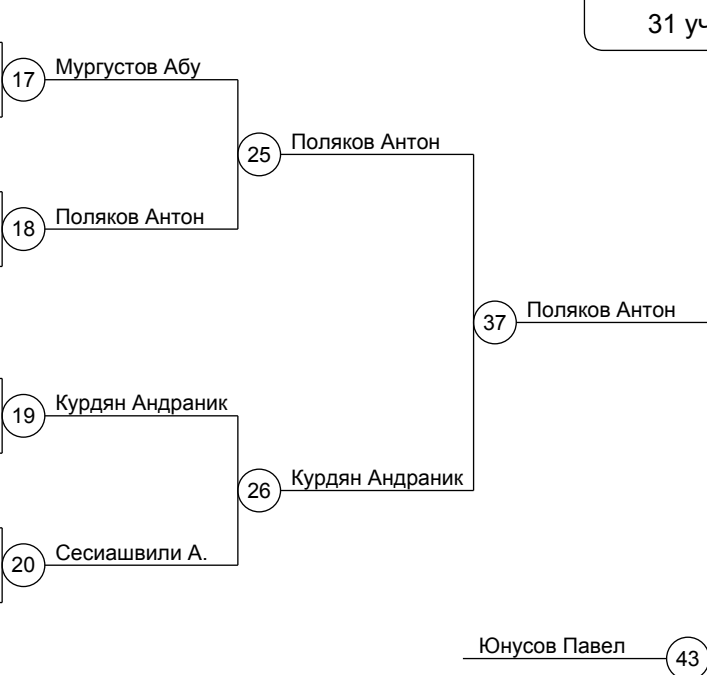 31 уч
17 Мургустов Абу
25 Поляков Антон
18 Поляков Антон
37 Поляков Антон
19 Курдян Андраник
26 Курдян Андраник
20 Сесиашвили А.
Юнусов Павел 43